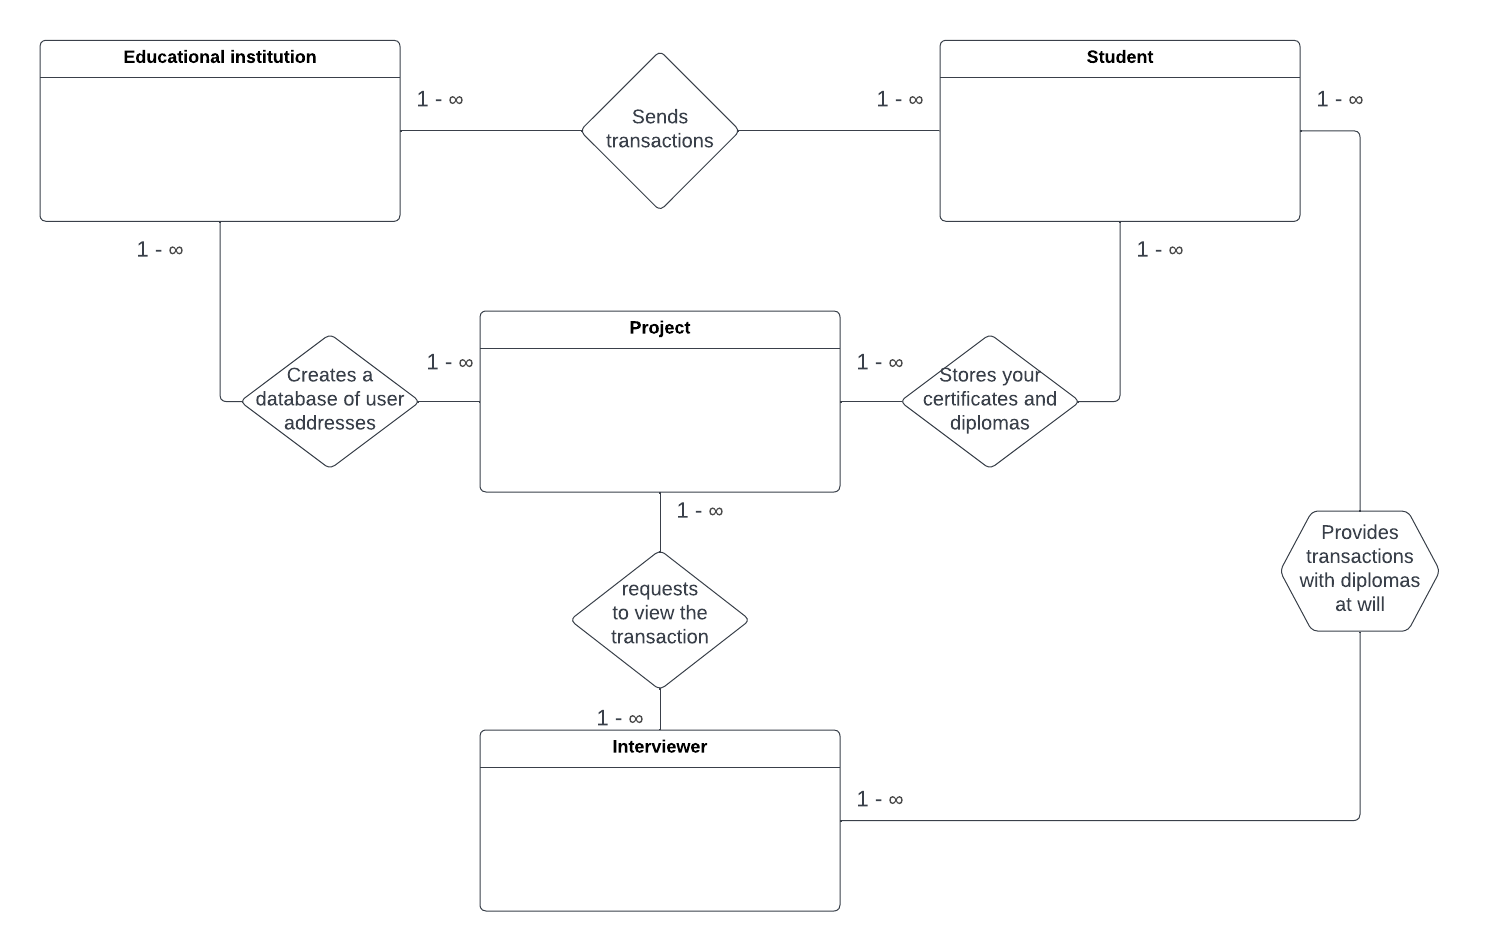 Educational institution
Student
1 - ∞
1 - ∞
1 - ∞
Sends
transactions
1 - ∞
1 - ∞
Project
1 - ∞
1 - ∞
Creates a
database of user
addresses
Stores your
certificates and
diplomas
1 - ∞
requests
to view the
transaction
Provides
transactions
with diplomas
at will
1 - ∞
Interviewer
1 - ∞